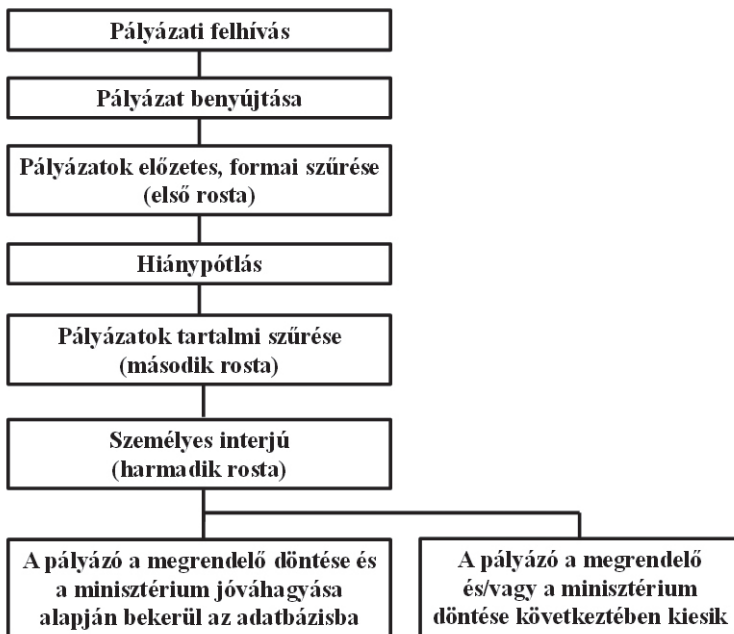 Pályázati felhívás
Pályázat benyújtása
Pályázatok előzetes, formai szűrése
(első rosta)
Hiánypótlás
Pályázatok tartalmi szűrése
(második rosta)
Személyes interjú
(harmadik rosta)
A pályázó a megrendelő döntése és
a minisztérium jóváhagyása
alapján bekerül az adatbázisba
A pályázó a megrendelő
és/vagy a minisztérium
döntése következtében kiesik